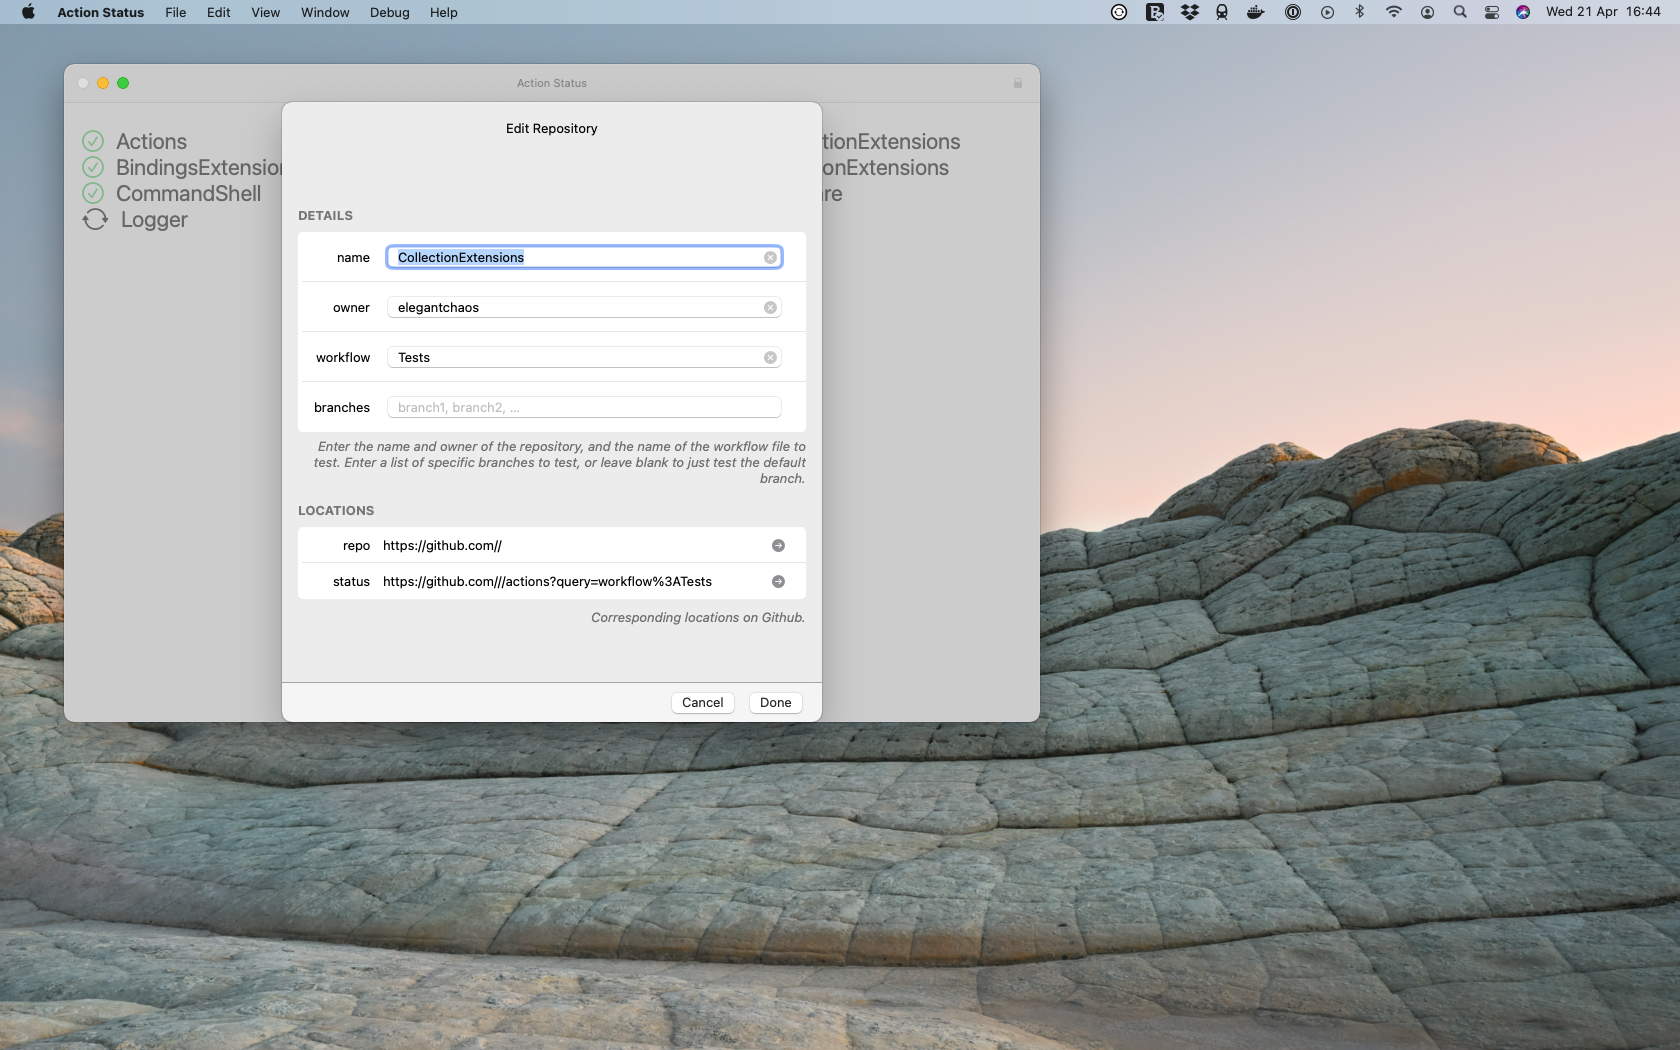 Action Status File Edit View Window Debug Help Wed 21 Apr 16:44
Action Status
Edit Repository
Actions
CommandShell
Logger
DETAILS
name CollectionExtensions
owner elegantchaos
workflow Tests
branches branch1, branch2, ...
Enter the name and owner of the repository, and the name of the workflow file to
test. Enter a list of specific branches to test, or leave blank to just test the default
branch.
LOCATIONS
repo https://github.com//
status https://github.com///actions?query=workflow%3ATests
Corresponding locations on Github.
Cancel Done